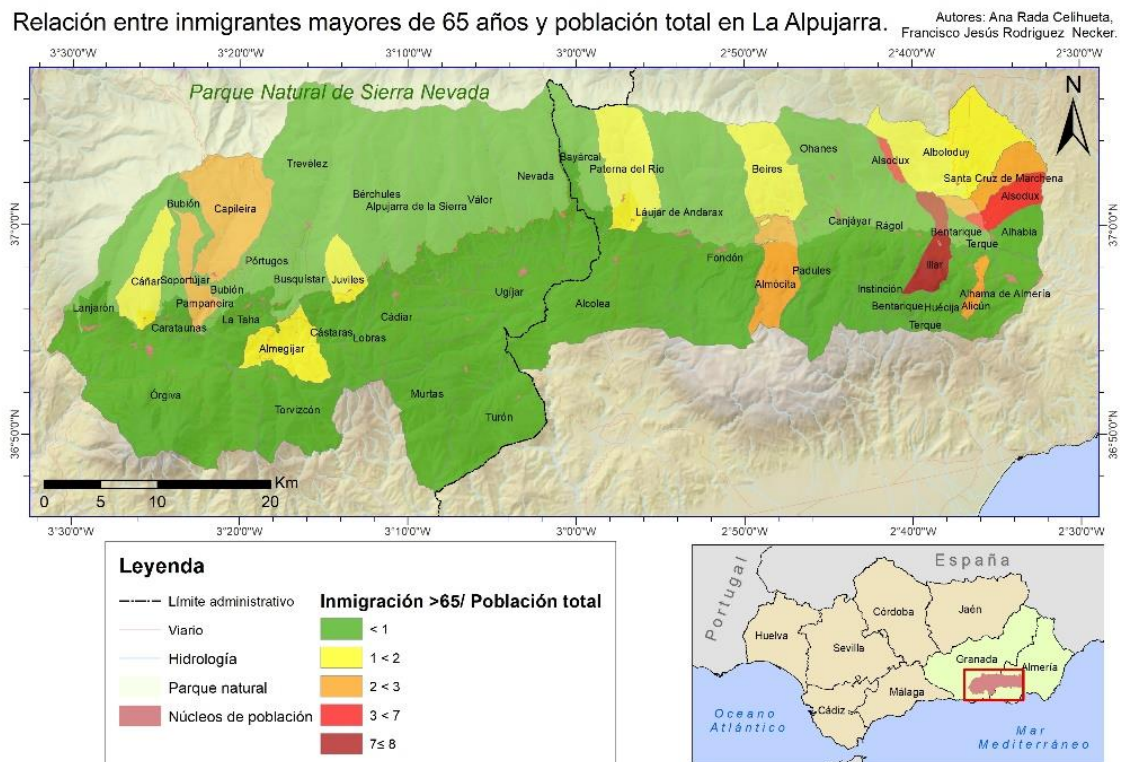 Relación entre inmigrantes mayores de 65 años y población total en La Alpujarra.
Autores: Ana Rada Celihueta,
Francisco Jesús Rodriguez Necker.
3°30'0"W 3°20'0"W 3°10'0"W 3°0'0"W 2°50'0"W 2°40'0"W 2°30'0"W
Parque Natural de Sierra Nevada
N
37°0'0"N
36°50'0"N
37°0'0"N
36°50'0"N
Trevélez
Bérchules
Alpujarra de la Sierra
Válor
Nevada
Bayárcal
Paterna del Río
Láujar de Andarax
Beires
Ohanes
Alsodux
Alboloduy
Santa Cruz de Marchena
Alsodux
Bubión
Capileira
Canjáyar
Rágol
Bentarique
Terque
Alhabia
Cáñar
Soportújar
Bubión
Pórtugos
Busquístar
Juviles
Fondón
Padules
Almócita
Illar
Instinción
Lanjarón
Pampaneira
Carataunas
La Taha
Ugíjar
Alcolea
Bentarique
Huécija
Alicún
Alhama de Almería
Terque
Cástaras
Lobras
Cádiar
Almegíjar
Órgiva
Torvizcón
Murtas
Turón
Km
0 5 10 20
3°30'0"W 3°20'0"W 3°10'0"W 3°0'0"W 2°50'0"W 2°40'0"W 2°30'0"W
Leyenda
Límite administrativo
Viario
Hidrología
Parque natural
Núcleos de población
Inmigración >65/ Población total
< 1
1 < 2
2 < 3
3 < 7
7≤ 8
Portugal
España
Huelva
Sevilla
Córdoba
Jaén
Granada
Almería
Málaga
Cádiz
Oceano
Atlántico
Mar
Mediterráneo